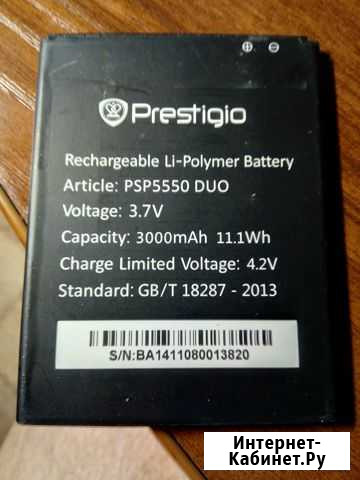 Prestigio
Rechargeable Li-Polymer Battery
Article: PSP5550 DUO
Voltage: 3.7V
Capacity: 3000mAh 11.1Wh
Charge Limited Voltage: 4.2V
Standard: GB/T 18287 - 2013
S/N:BA1411080013820
Интернет-
Кабинет.Ру